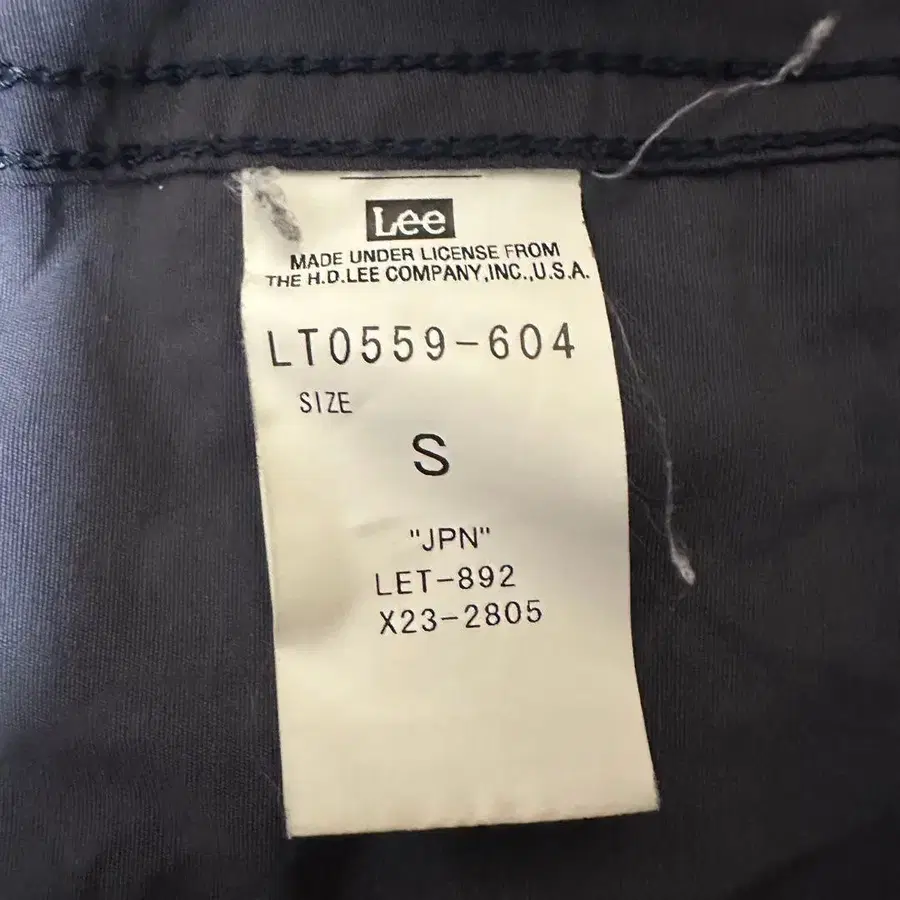 Lee
MADE UNDER LICENSE FROM
THE H.D.LEE COMPANY,INC.,U.S.A.
LT0559-604
SIZE
S
"JPN"
LET-892
X23-2805